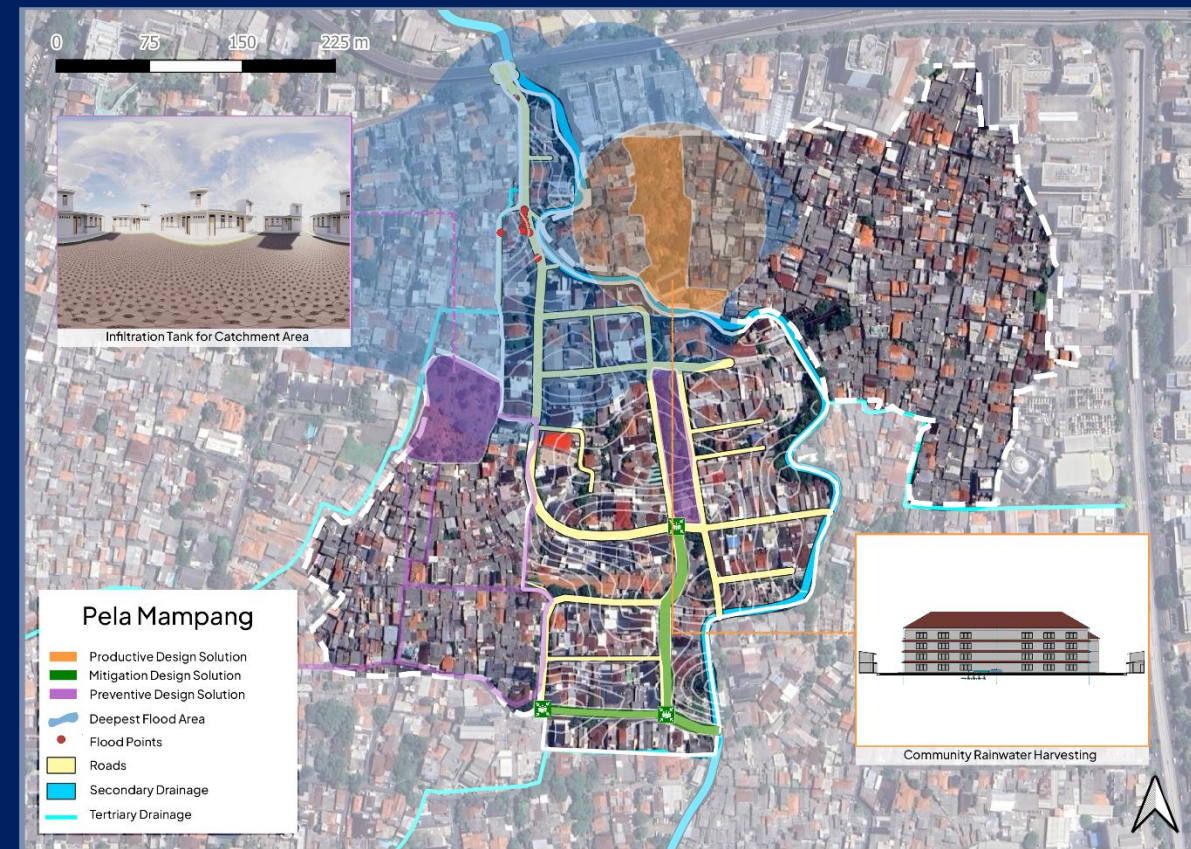 0 75 150 225 m
Infiltration Tank for Catchment Area
Pela Mampang
Productive Design Solution
Mitigation Design Solution
Preventive Design Solution
Deepest Flood Area
Flood Points
Roads
Secondary Drainage
Tertriary Drainage
Community Rainwater Harvesting